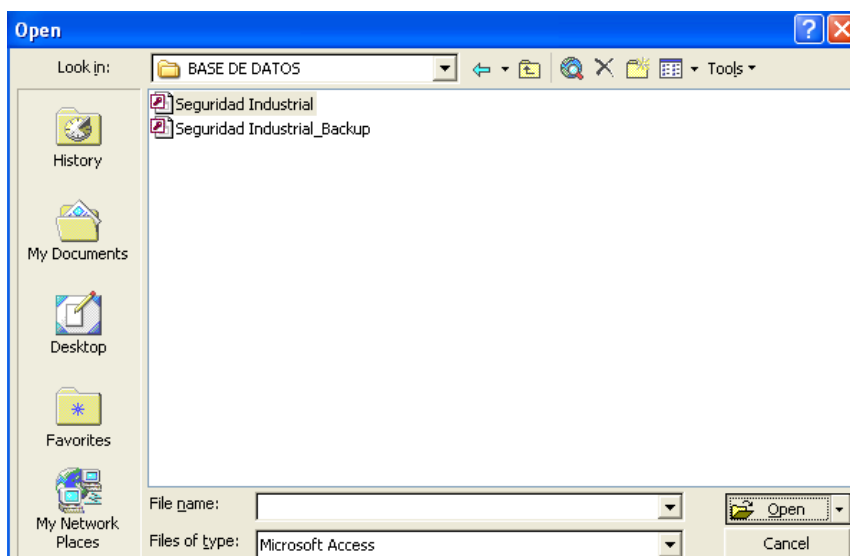 Open
Look in: BASE DE DATOS Tools
Seguridad Industrial
Seguridad Industrial_Backup
History
My Documents
Desktop
Favorites
My Network
Places
File name: Open
Files of type: Microsoft Access Cancel